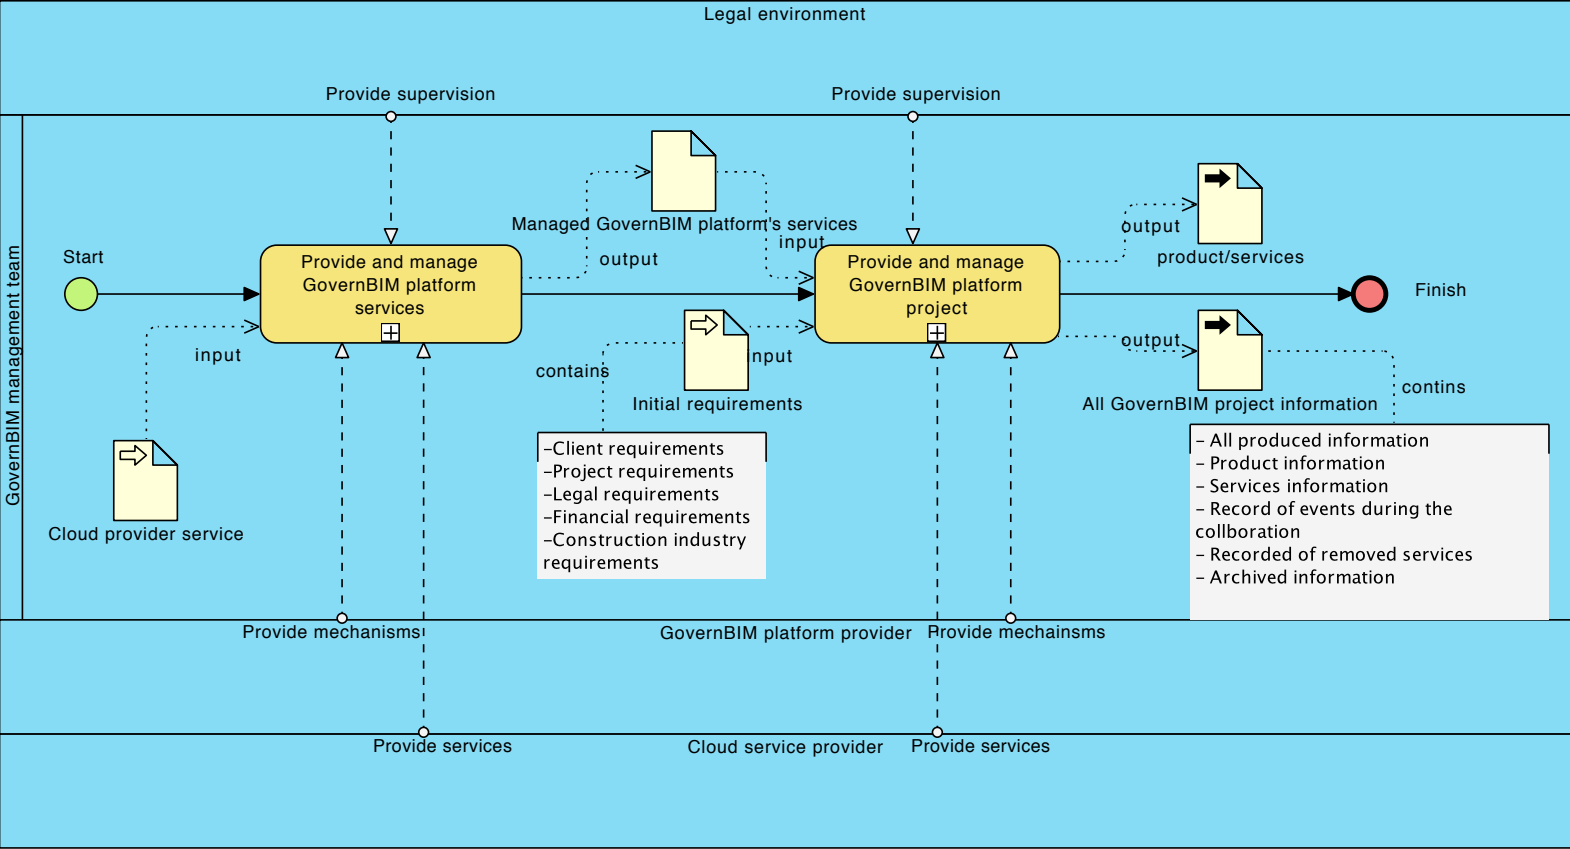 Legal environment
Provide supervision
Provide supervision
GovernBIM management team
Start
Provide and manage
GovernBIM platform
services
output
Managed GovernBIM platform's services
input
Provide and manage
GovernBIM platform
project
output
product/services
Finish
input
Cloud provider service
contains
input
Initial requirements
-Client requirements
-Project requirements
-Legal requirements
-Financial requirements
-Construction industry
requirements
output
All GovernBIM project information
contins
- All produced information
- Product information
- Services information
- Record of events during the
collboration
- Recorded of removed services
- Archived information
Provide mechanisms
GovernBIM platform provider
Provide mechainsms
Provide services
Cloud service provider
Provide services